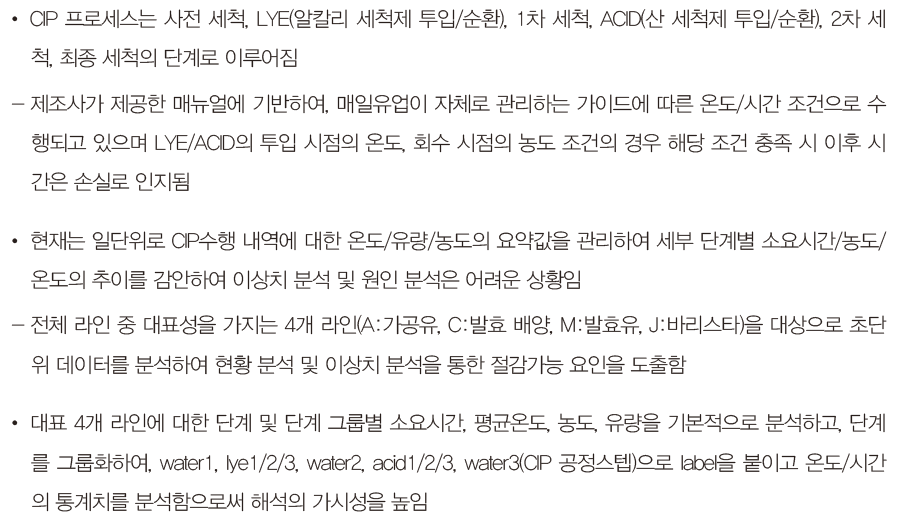 • CIP 프로세스는 사전 세척, LYE(알칼리 세척제 투입/순환), 1차 세척, ACID(산 세척제 투입/순환), 2차 세
척, 최종 세척의 단계로 이루어짐
– 제조사가 제공한 매뉴얼에 기반하여, 매일유업이 자체로 관리하는 가이드에 따른 온도/시간 조건으로 수
행되고 있으며 LYE/ACID의 투입 시점의 온도, 회수 시점의 농도 조건의 경우 해당 조건 충족 시 이후 시
간은 손실로 인지됨
• 현재는 일단위로 CIP수행 내역에 대한 온도/유량/농도의 요약값을 관리하여 세부 단계별 소요시간/농도/
온도의 추이를 감안하여 이상치 분석 및 원인 분석은 어려운 상황임
– 전체 라인 중 대표성을 가지는 4개 라인(A:가공유, C:발효 배양, M:발효유, J:바리스타)을 대상으로 초단
위 데이터를 분석하여 현황 분석 및 이상치 분석을 통한 절감가능 요인을 도출함
• 대표 4개 라인에 대한 단계 및 단계 그룹별 소요시간, 평균온도, 농도, 유량을 기본적으로 분석하고, 단계
를 그룹화하여, water1, lye1/2/3, water2, acid1/2/3, water3(CIP 공정스텝)으로 label을 붙이고 온도/시간
의 통계치를 분석함으로써 해석의 가시성을 높임